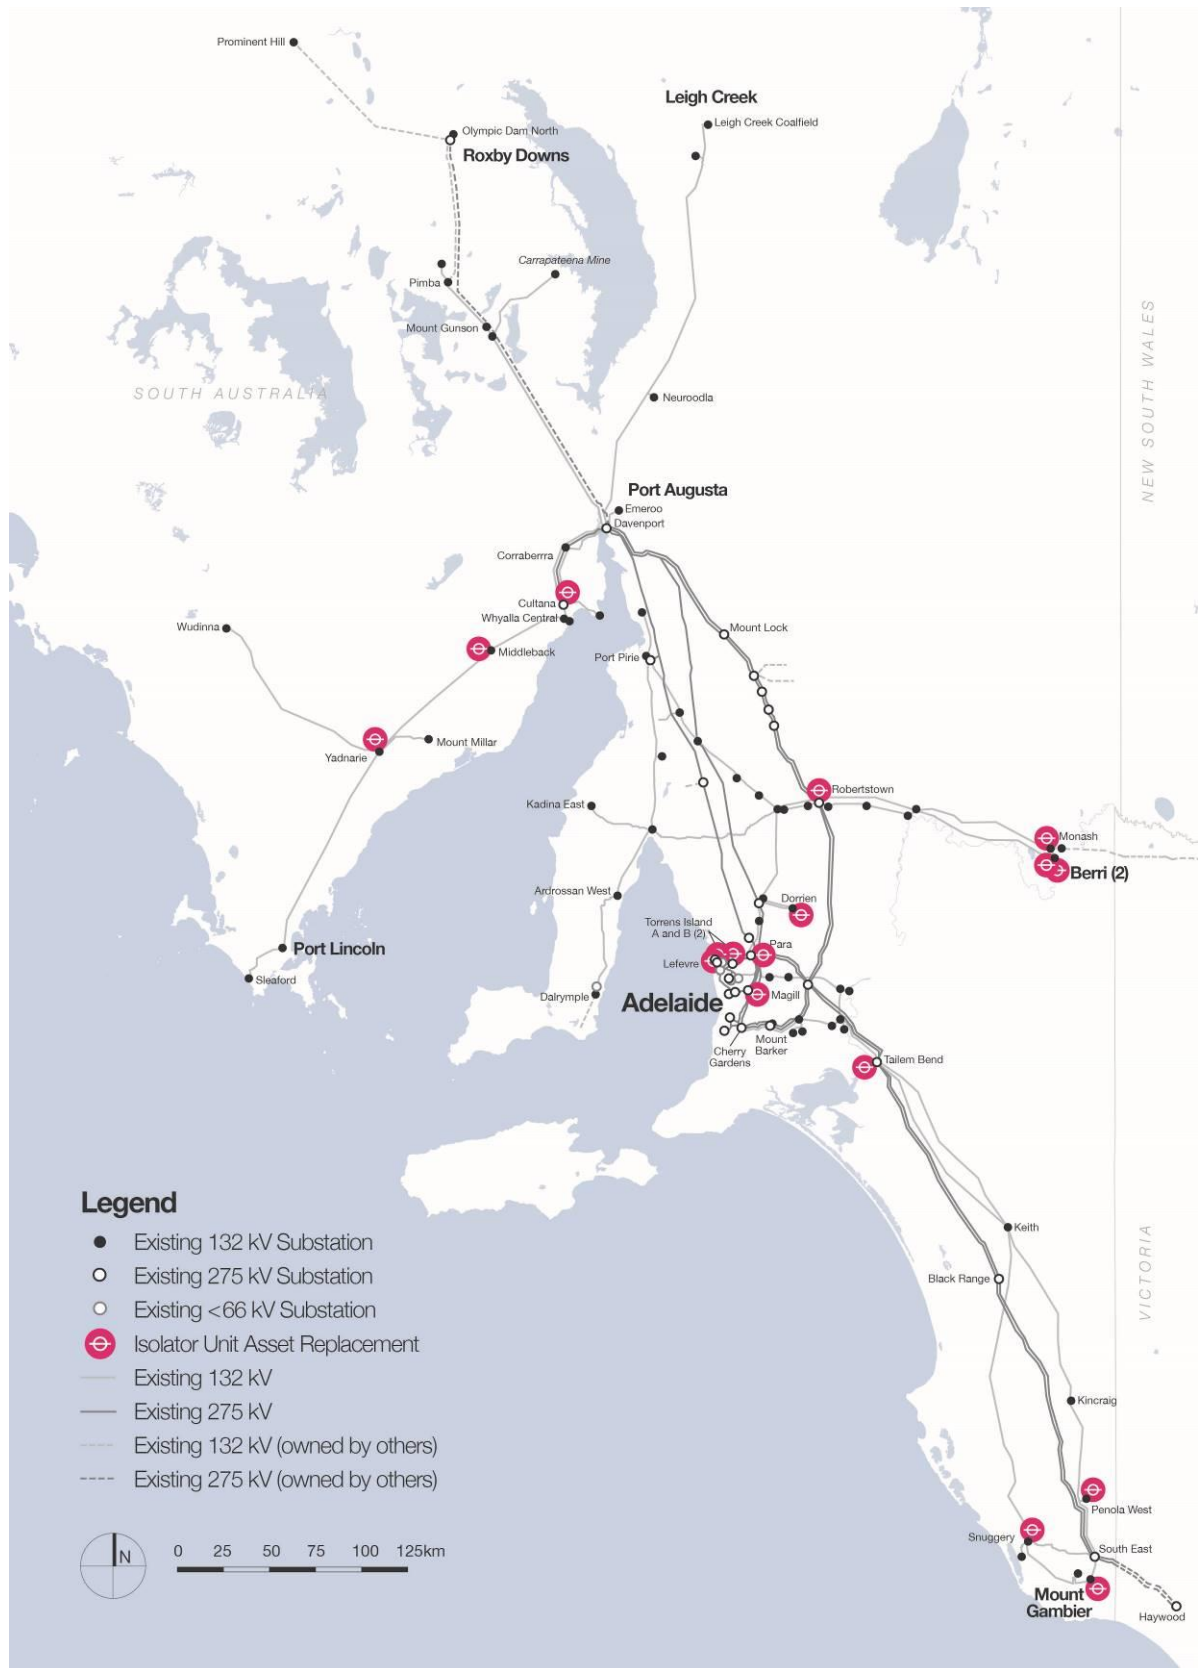 Prominent Hill
Leigh Creek
Leigh Creek Coalfield
Olympic Dam North
Roxby Downs
Carrapateena Mine
Pimba
Mount Gunson
NEW SOUTH WALES
SOUTH AUSTRALIA
Neuroodla
Port Augusta
Emeroo
Davenport
Corraberrra
Cultana
Whyalla Central
Wudinna
Mount Lock
Middleback
Port Pirie
Mount Millar
Yadnarie
Robertstown
Kadina East
Monash
Berri (2)
Ardrossan West
Dorrien
Torrens Island
A and B (2)
Para
Port Lincoln
Lefevre
Sleaford
Dalrymple
Adelaide
Magill
Cherry
Gardens
Mount
Barker
Tailem Bend
Legend
Existing 132 kV Substation
Existing 275 kV Substation
Existing <66 kV Substation
Isolator Unit Asset Replacement
Existing 132 kV
Existing 275 kV
Existing 132 kV (owned by others)
Existing 275 kV (owned by others)
Keith
VICTORIA
Black Range
Kincraig
Penola West
Snuggery
South East
Mount
Gambier
Haywood
N
0 25 50 75 100 125km